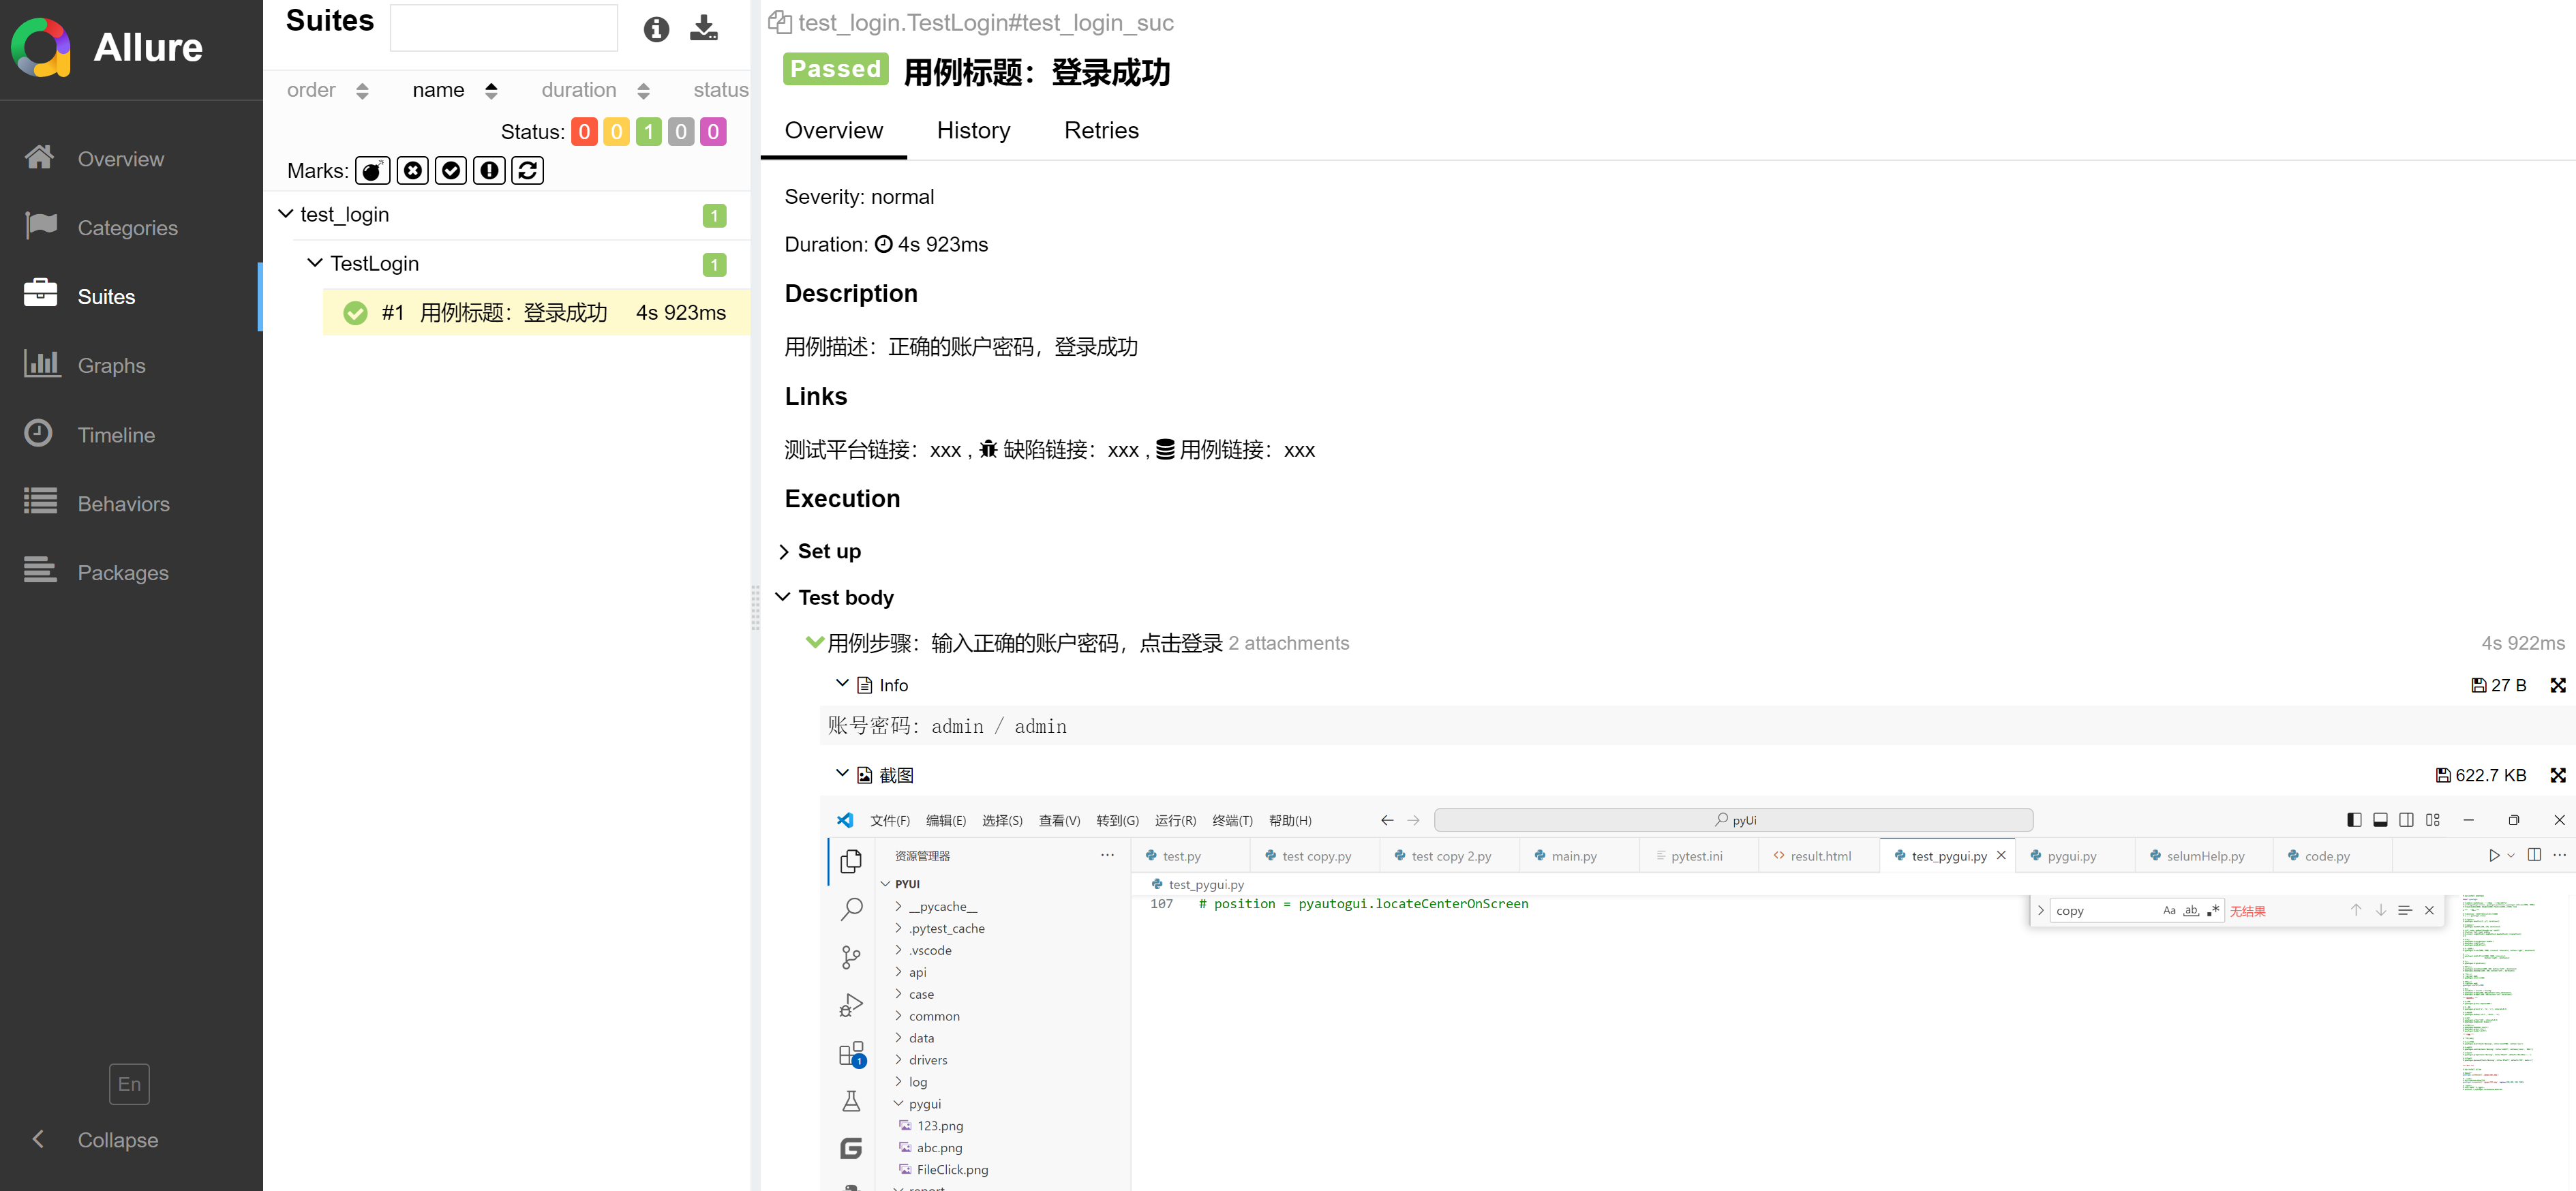 Allure
Overview
Categories
Suites
Graphs
Timeline
Behaviors
Packages
En
Collapse
Suites
order name duration status
Status: 0 0 1 0 0
Marks:
test_login 1
TestLogin 1
#1 用例标题：登录成功 4s 923ms
test_login.TestLogin#test_login_suc
Passed 用例标题：登录成功
Overview History Retries
Severity: normal
Duration: 4s 923ms
Description
用例描述：正确的账户密码，登录成功
Links
测试平台链接：xxx , 缺陷链接：xxx , 用例链接：xxx
Execution
Set up
Test body
用例步骤：输入正确的账户密码，点击登录 2 attachments 4s 922ms
Info 27 B
账号密码：admin / admin
截图 622.7 KB
文件(F) 编辑(E) 选择(S) 查看(V) 转到(G) 运行(R) 终端(T) 帮助(H) pyUi
资源管理器 ···
test.py test copy.py test copy 2.py main.py pytest.ini result.html test_pygui.py pygui.py selumHelp.py code.py
test_pygui.py
107 # position = pyautogui.locateCenterOnScreen
copy Aa ab 无结果
PYUI
__pycache__
.pytest_cache
.vscode
api
case
common
data
drivers
log
pygui
123.png
abc.png
FileClick.png
report
1